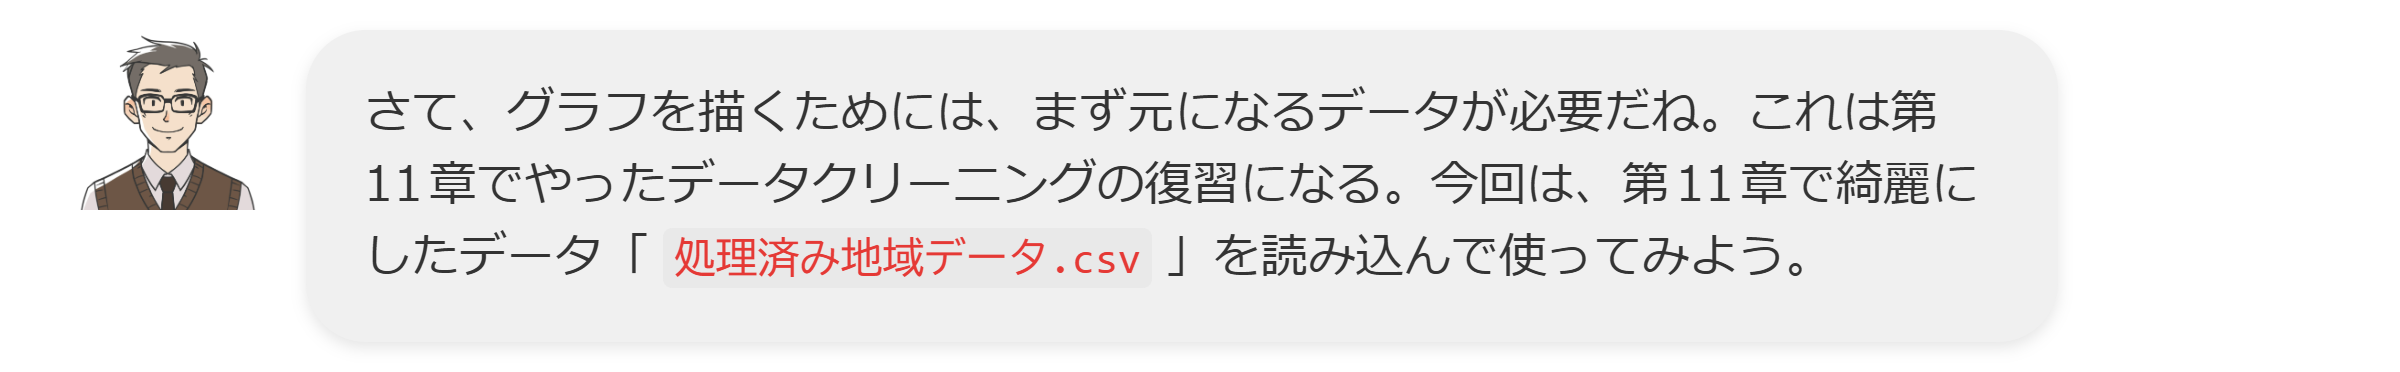 さて、グラフを描くためには、まず元になるデータが必要だね。これは第
11章でやったデータクリーニングの復習になる。今回は、第11章で綺麗に
したデータ「 処理済み地域データ.csv 」を読み込んで使ってみよう。